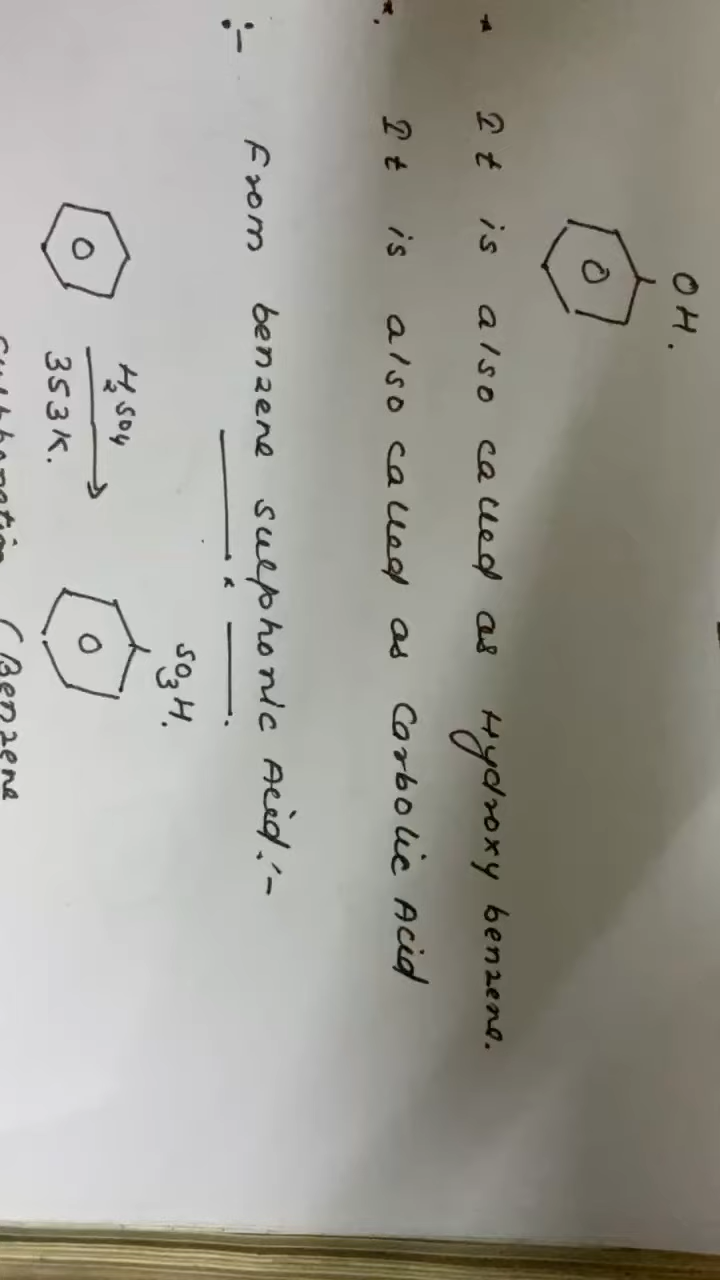 OH.
* It is also called as Hydroxy benzene.
*. It is also called as Carbolic Acid
:- From benzene sulphonic Acid:-
SO3H.
H2SO4
353K.
(Benzene